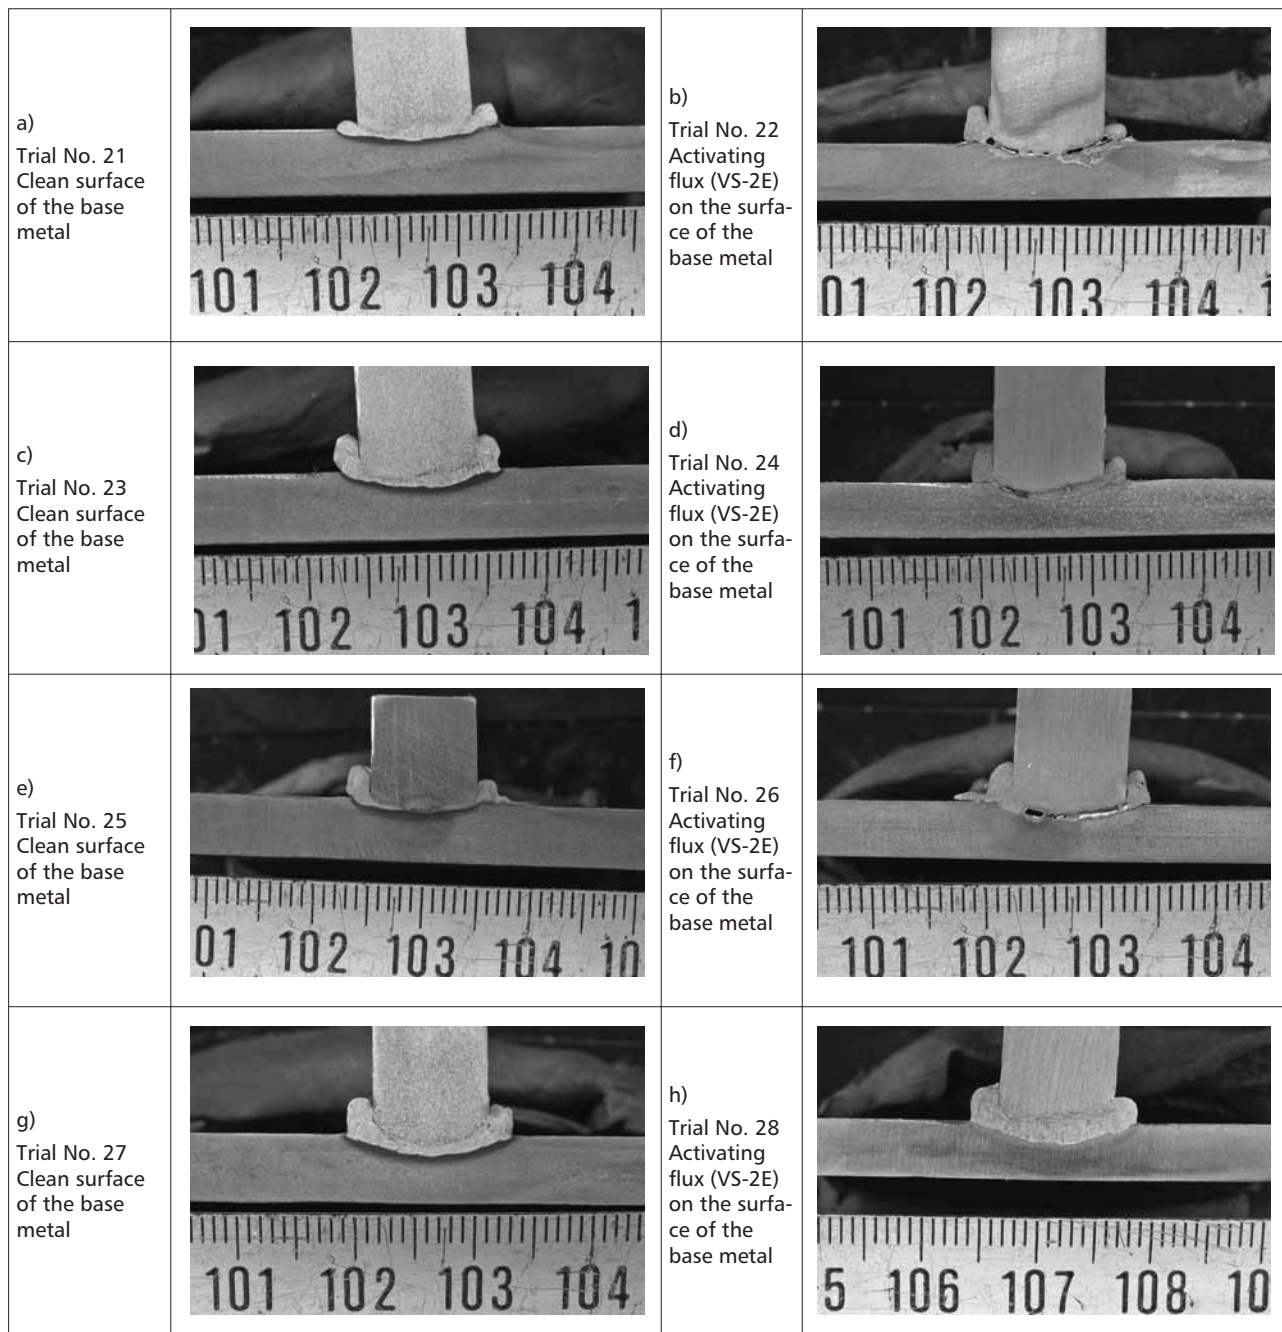 a)
Trial No. 21
Clean surface
of the base
metal
101 102 103 104
b)
Trial No. 22
Activating
flux (VS-2E)
on the surfa-
ce of the
base metal
01 102 103 104 1
c)
Trial No. 23
Clean surface
of the base
metal
01 102 103 104 1
d)
Trial No. 24
Activating
flux (VS-2E)
on the surfa-
ce of the
base metal
101 102 103 104
e)
Trial No. 25
Clean surface
of the base
metal
01 102 103 104 10
f)
Trial No. 26
Activating
flux (VS-2E)
on the surfa-
ce of the
base metal
101 102 103 104
g)
Trial No. 27
Clean surface
of the base
metal
101 102 103 104
h)
Trial No. 28
Activating
flux (VS-2E)
on the surfa-
ce of the
base metal
5 106 107 108 10